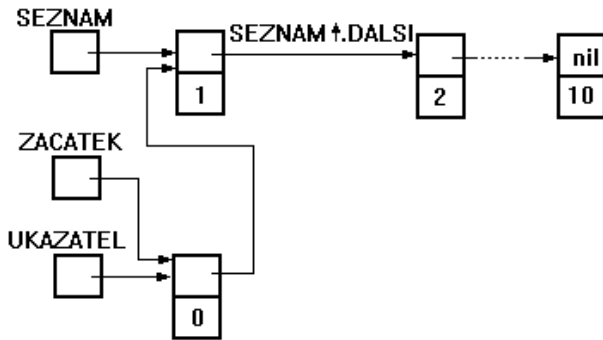 SEZNAM
SEZNAM↑.DALSI
nil
1
2
10
ZACATEK
UKAZATEL
0